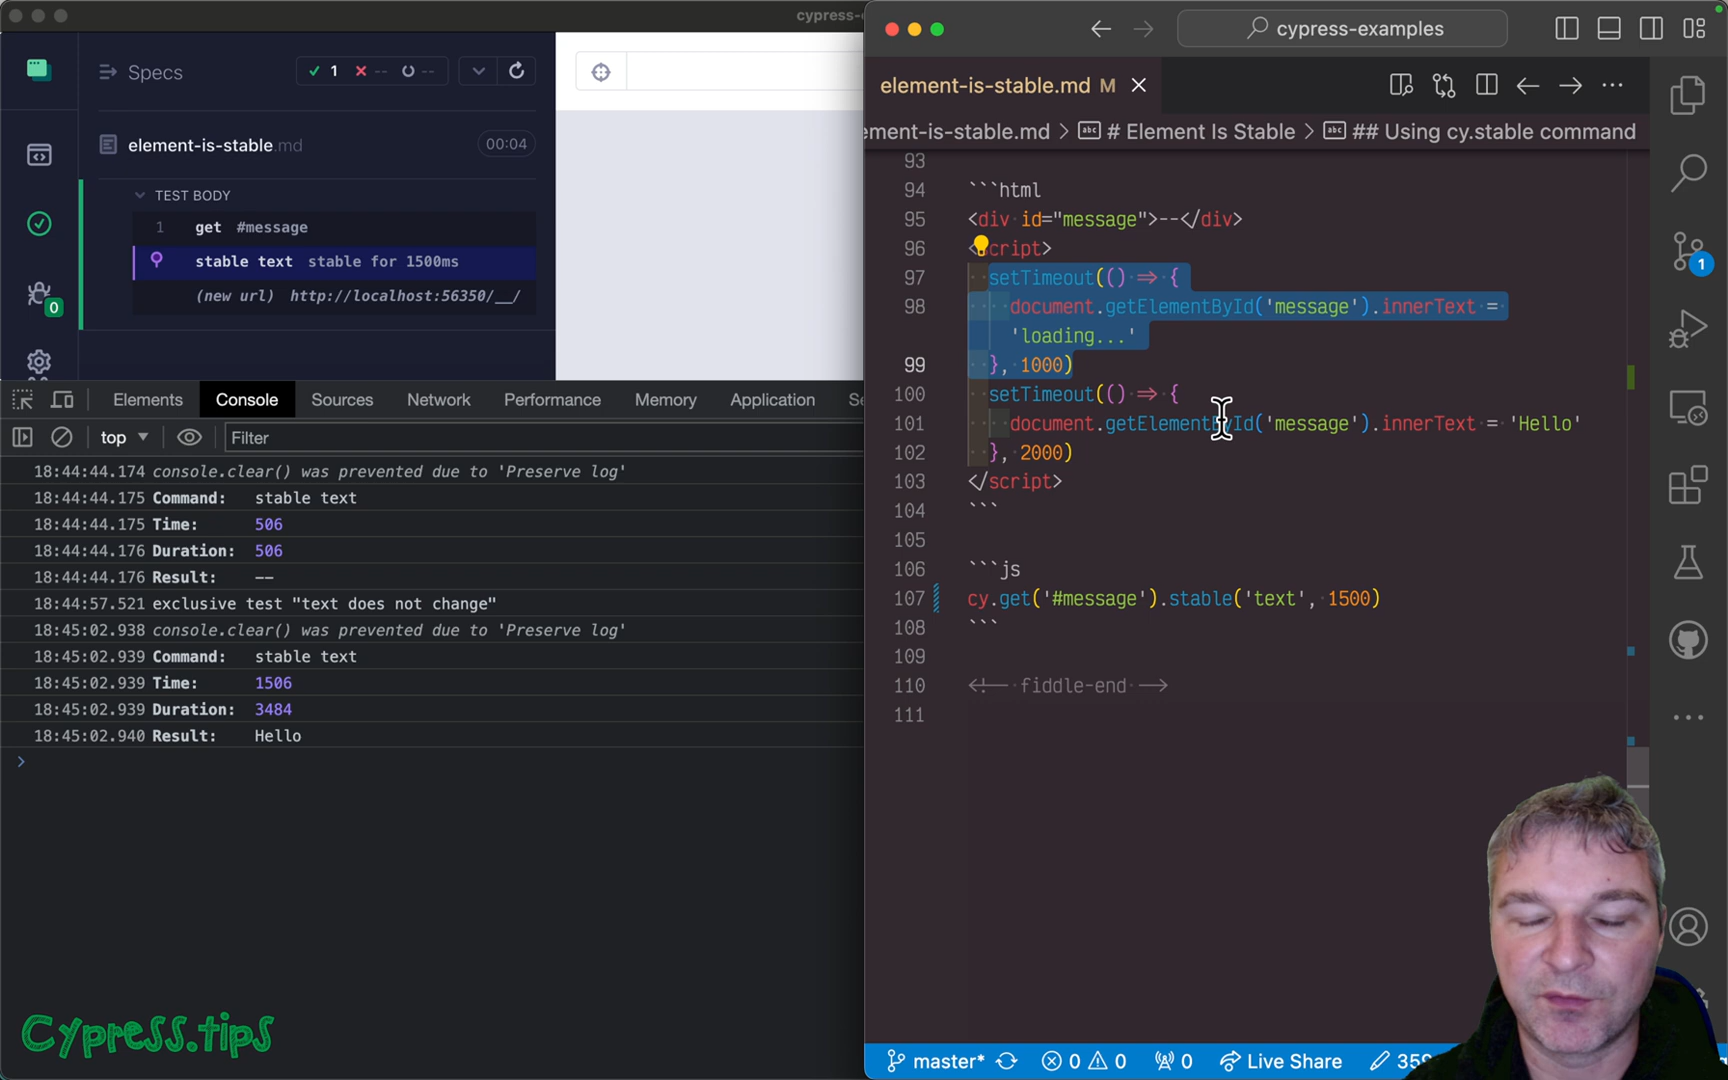 cypress-e
Specs
1
--
--
element-is-stable.md
00:04
TEST BODY
1 get #message
stable text stable for 1500ms
(new url) http://localhost:56350/__/
0
Elements Console Sources Network Performance Memory Application Se
top
Filter
18:44:44.174 console.clear() was prevented due to 'Preserve log'
18:44:44.175 Command: stable text
18:44:44.175 Time: 506
18:44:44.176 Duration: 506
18:44:44.176 Result: --
18:44:57.521 exclusive test "text does not change"
18:45:02.938 console.clear() was prevented due to 'Preserve log'
18:45:02.939 Command: stable text
18:45:02.939 Time: 1506
18:45:02.939 Duration: 3484
18:45:02.940 Result: Hello
>
Cypress.tips
cypress-examples
element-is-stable.md M
ement-is-stable.md > # Element Is Stable > ## Using cy.stable command
93
94 ```html
95 <div id="message">--</div>
96 <script>
97 setTimeout(() => {
98 document.getElementById('message').innerText =
'loading...'
99 }, 1000)
100 setTimeout(() => {
101 document.getElementById('message').innerText = 'Hello'
102 }, 2000)
103 </script>
104 ```
105
106 ```js
107 cy.get('#message').stable('text', 1500)
108 ```
109
110 <!-- fiddle-end -->
111
1
master* 0 0 0 Live Share